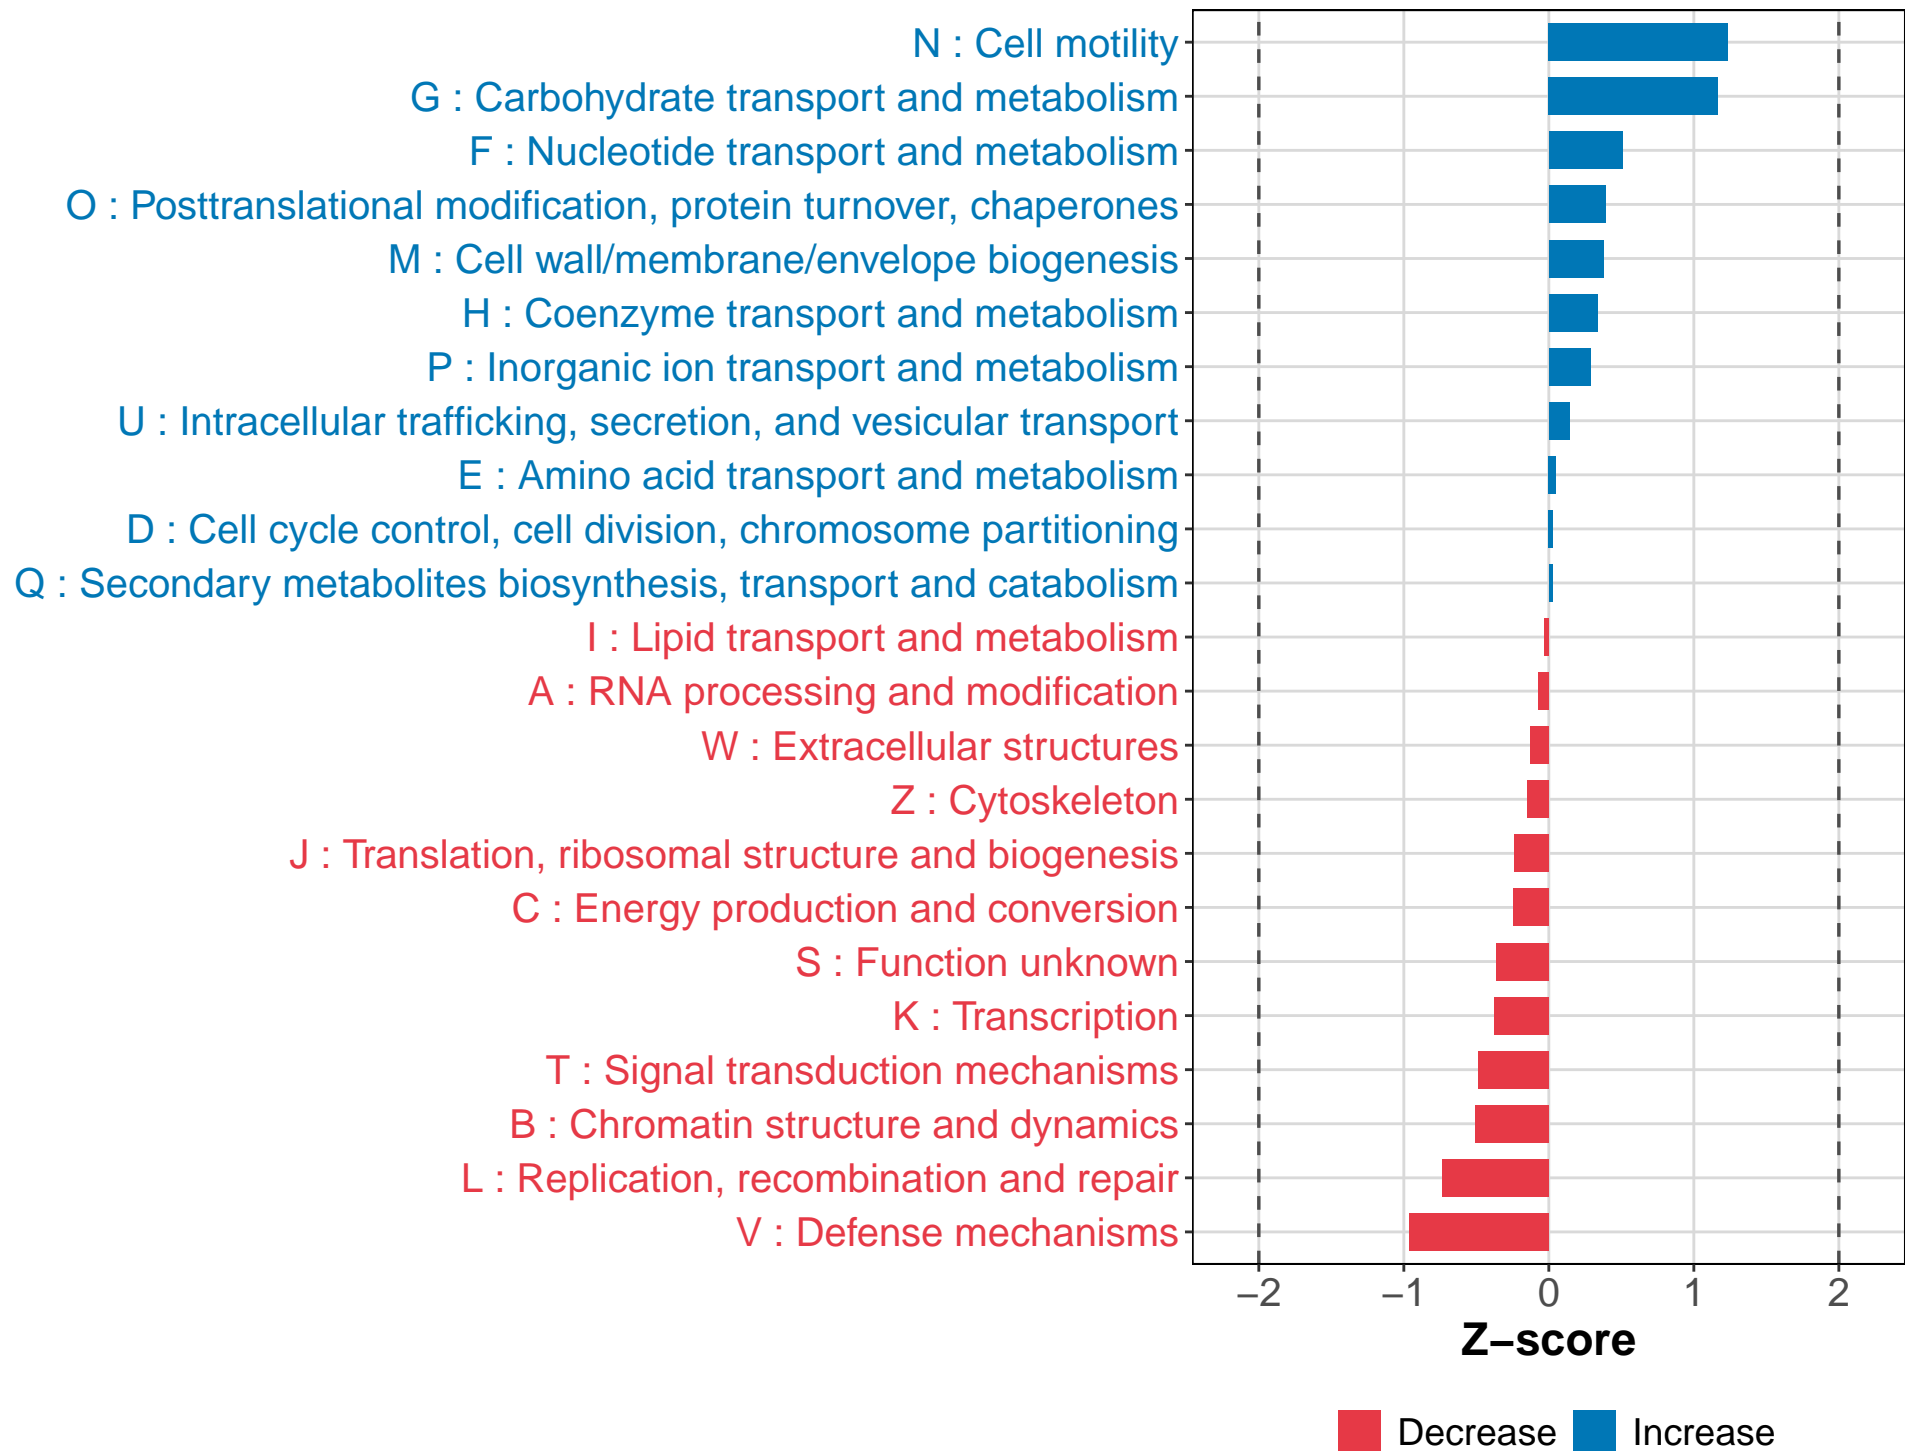 N : Cell motility
G : Carbohydrate transport and metabolism
F : Nucleotide transport and metabolism
O : Posttranslational modification, protein turnover, chaperones
M : Cell wall/membrane/envelope biogenesis
H : Coenzyme transport and metabolism
P : Inorganic ion transport and metabolism
U : Intracellular trafficking, secretion, and vesicular transport
E : Amino acid transport and metabolism
D : Cell cycle control, cell division, chromosome partitioning
Q : Secondary metabolites biosynthesis, transport and catabolism
I : Lipid transport and metabolism
A : RNA processing and modification
W : Extracellular structures
Z : Cytoskeleton
J : Translation, ribosomal structure and biogenesis
C : Energy production and conversion
S : Function unknown
K : Transcription
T : Signal transduction mechanisms
B : Chromatin structure and dynamics
L : Replication, recombination and repair
V : Defense mechanisms
−2 −1 0 1 2
Z−score
Decrease Increase